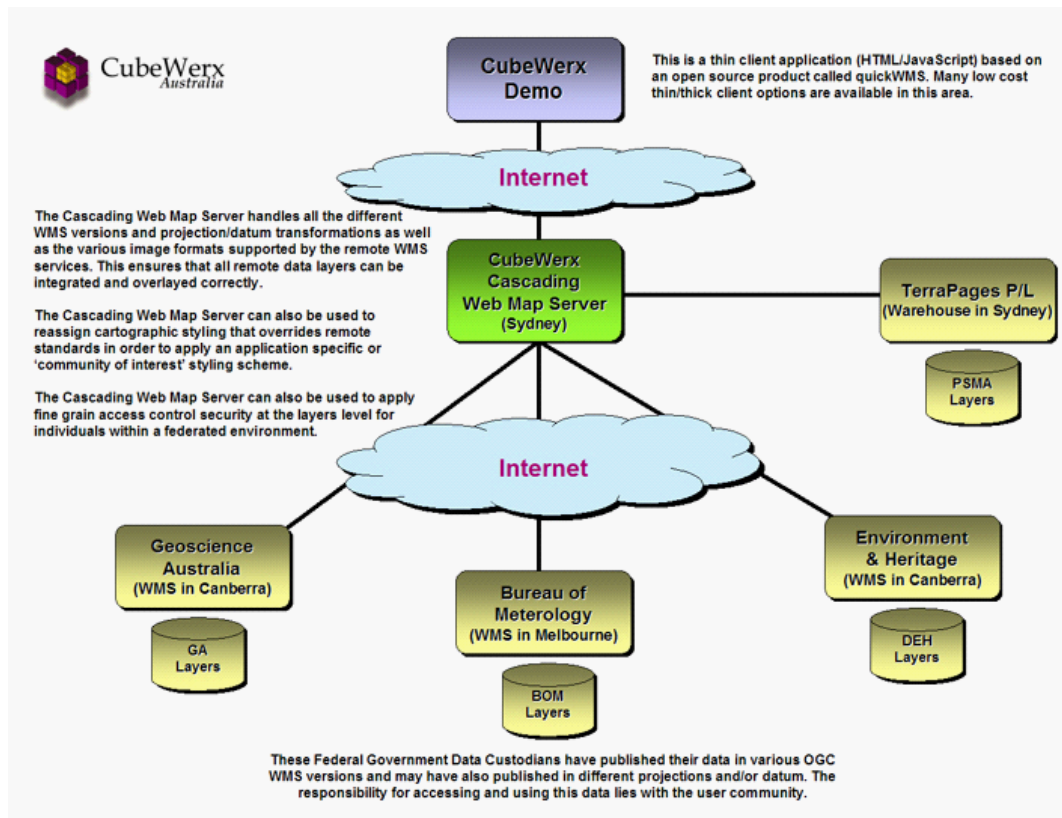 CubeWerx
Australia
CubeWerx
Demo
This is a thin client application (HTML/JavaScript) based on
an open source product called quickWMS. Many low cost
thin/thick client options are available in this area.
Internet
The Cascading Web Map Server handles all the different
WMS versions and projection/datum transformations as well
as the various image formats supported by the remote WMS
services. This ensures that all remote data layers can be
integrated and overlayed correctly.
The Cascading Web Map Server can also be used to
reassign cartographic styling that overrides remote
standards in order to apply an application specific or
‘community of interest’ styling scheme.
The Cascading Web Map Server can also be used to apply
fine grain access control security at the layers level for
individuals within a federated environment.
CubeWerx
Cascading
Web Map Server
(Sydney)
TerraPages P/L
(Warehouse in Sydney)
PSMA
Layers
Internet
Geoscience
Australia
(WMS in Canberra)
GA
Layers
Bureau of
Meterology
(WMS in Melbourne)
BOM
Layers
Environment
& Heritage
(WMS in Canberra)
DEH
Layers
These Federal Government Data Custodians have published their data in various OGC
WMS versions and may have also published in different projections and/or datum. The
responsibility for accessing and using this data lies with the user community.